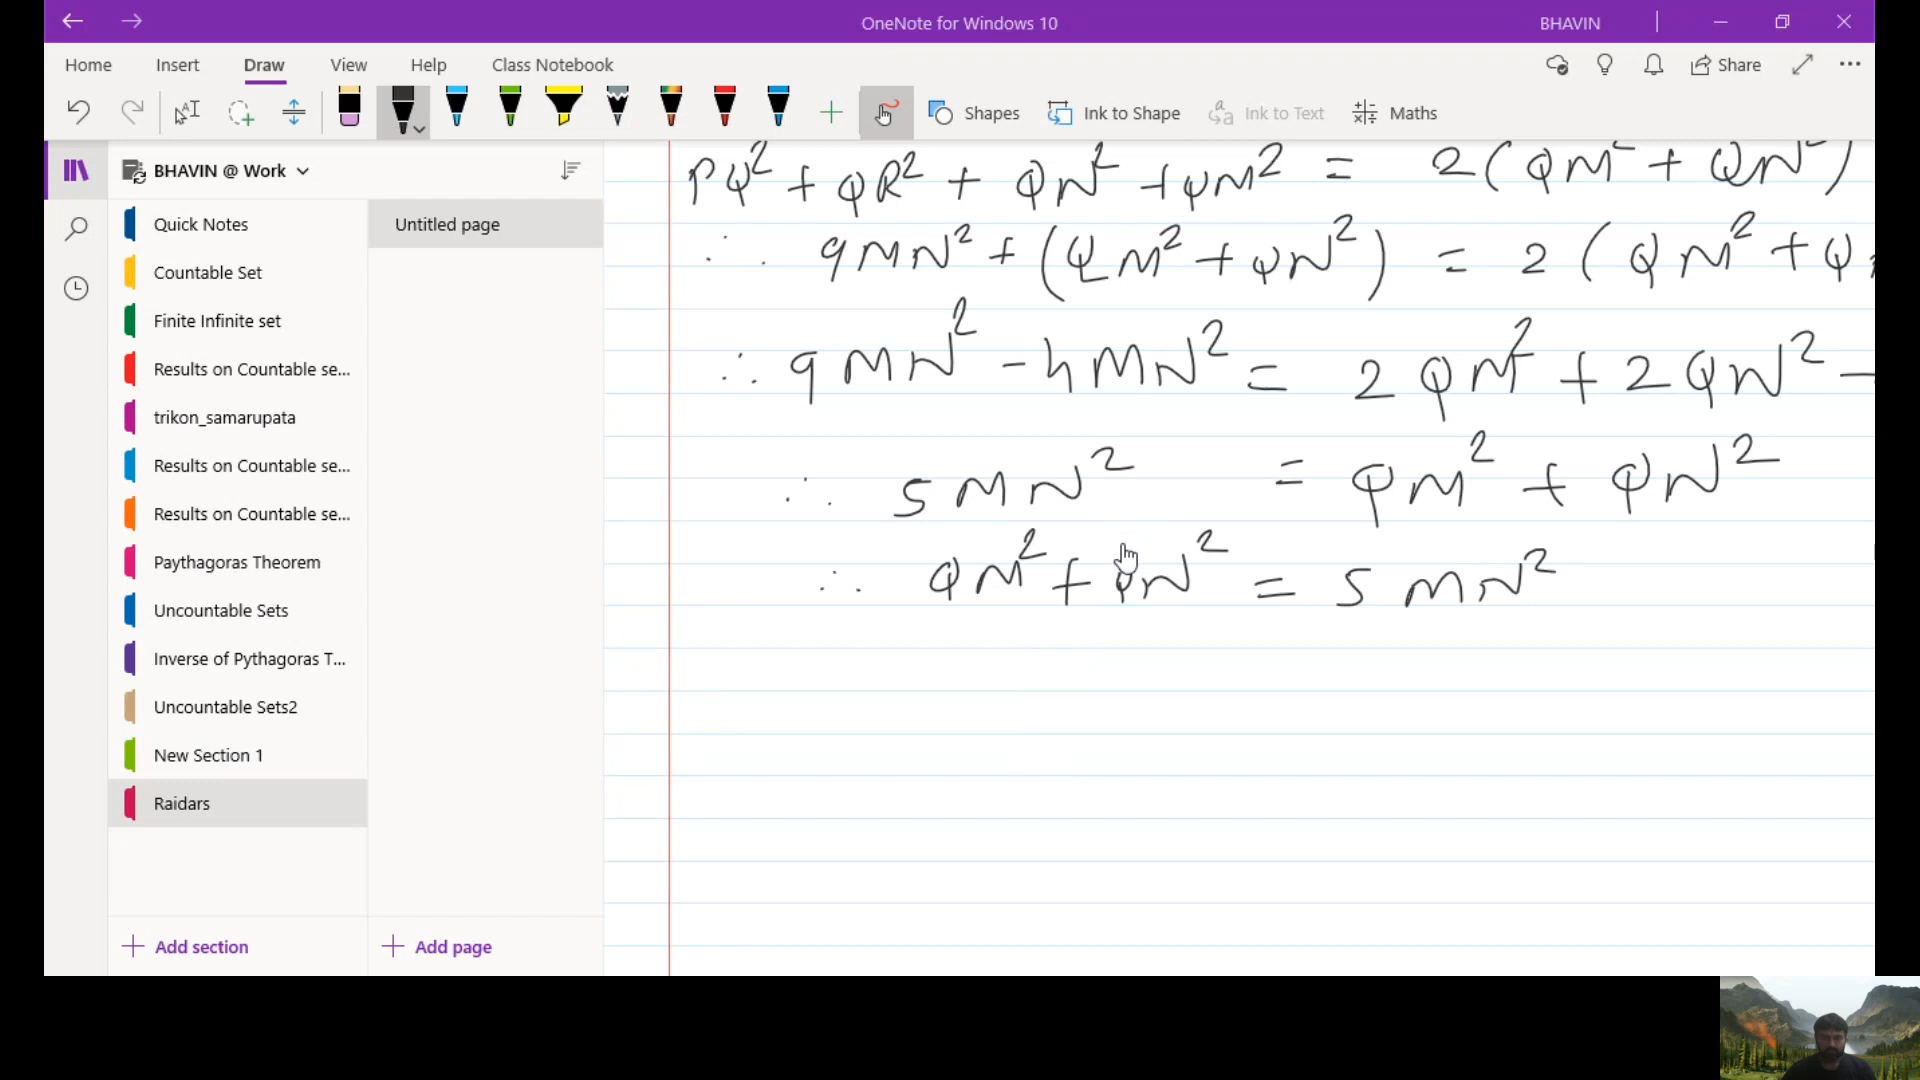 OneNote for Windows 10
BHAVIN
Home Insert Draw View Help Class Notebook
Share
Shapes Ink to Shape Ink to Text Maths
BHAVIN @ Work
Quick Notes
Countable Set
Finite Infinite set
Results on Countable se...
trikon_samarupata
Results on Countable se...
Results on Countable se...
Paythagoras Theorem
Uncountable Sets
Inverse of Pythagoras T...
Uncountable Sets2
New Section 1
Raidars
Add section
Untitled page
Add page
PQ² + QR² + QN² + QM² = 2(QM² + QN²)
∴ 9MN² + (QM² + QN²) = 2(QM² + Q
∴ 9MN² - 4MN² = 2QM² + 2QN² -
∴ 5MN² = QM² + QN²
∴ QM² + QN² = 5MN²